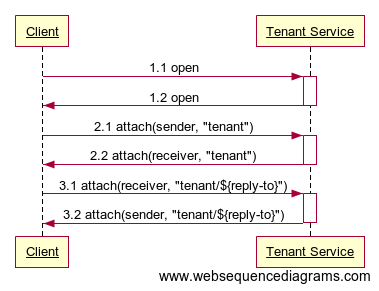 Client
Tenant Service
1.1 open
1.2 open
2.1 attach(sender, "tenant")
2.2 attach(receiver, "tenant")
3.1 attach(receiver, "tenant/${reply-to}")
3.2 attach(sender, "tenant/${reply-to}")
Client
Tenant Service
www.websequencediagrams.com